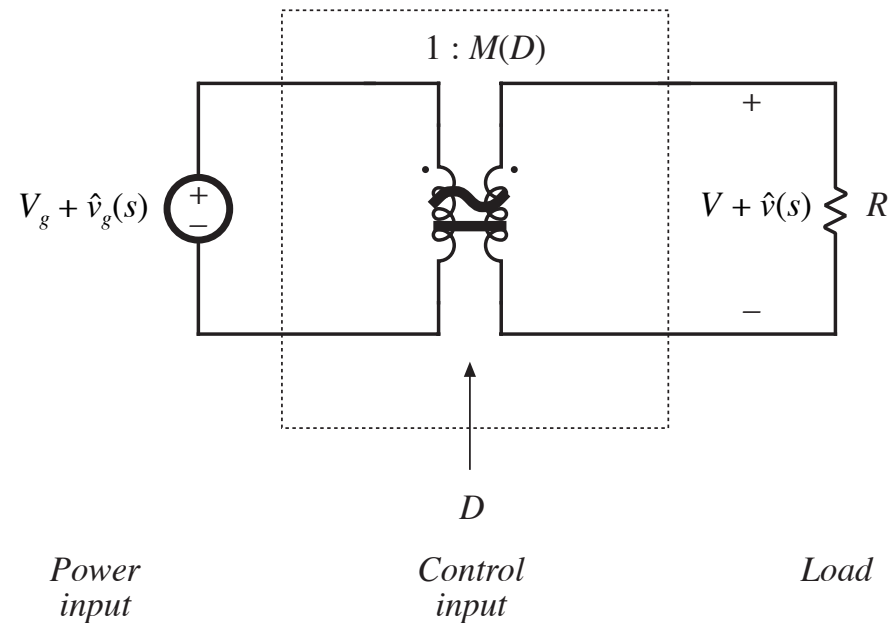 1 : M(D)
+
+
V_g + v̂_g(s)
−
V + v̂(s)
R
−
D
Power
input
Control
input
Load